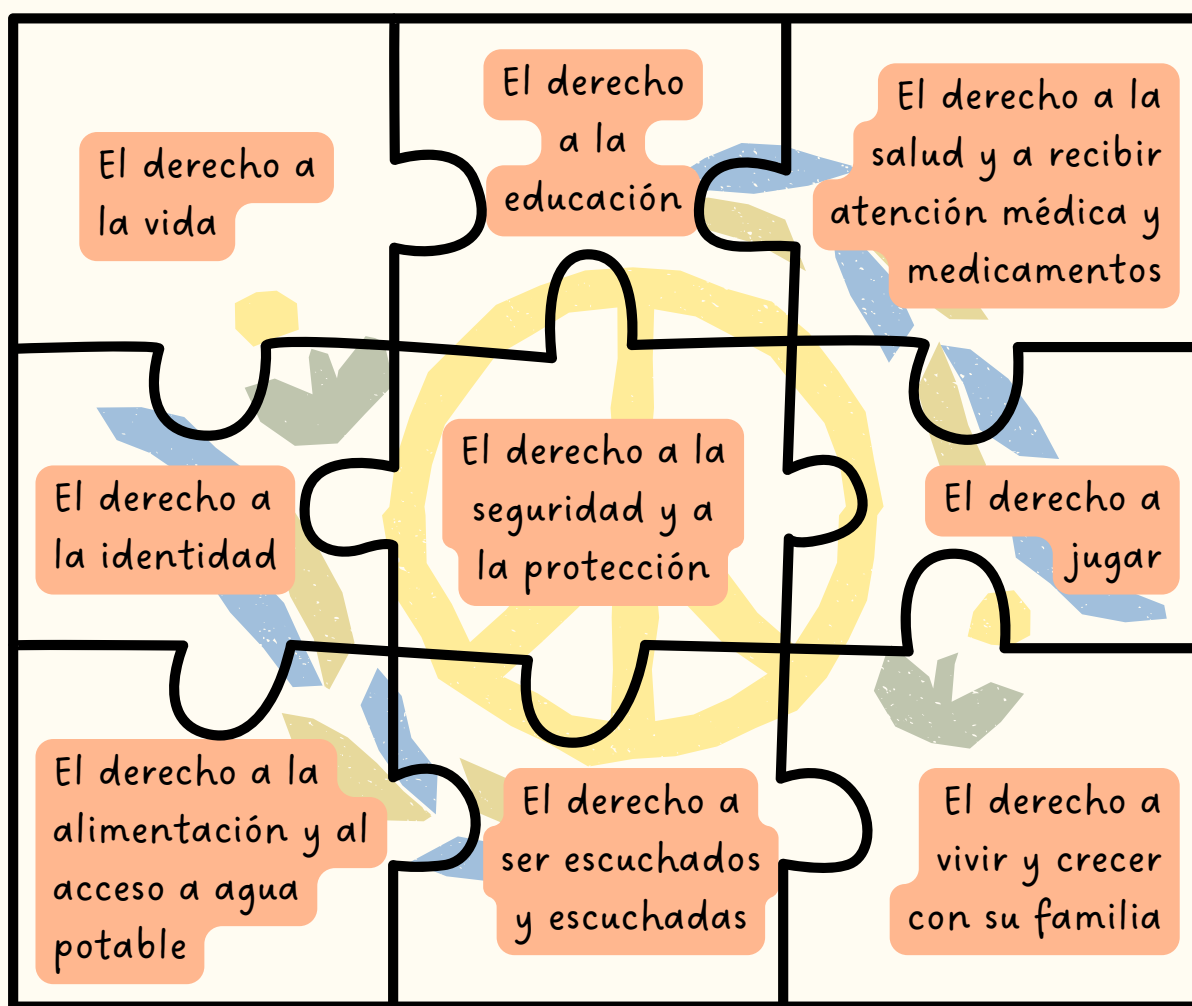 El derecho a
la vida
El derecho
a la
educación
El derecho a la
salud y a recibir
atención médica y
medicamentos
El derecho a
la identidad
El derecho a la
seguridad y a
la protección
El derecho a
jugar
El derecho a la
alimentación y al
acceso a agua
potable
El derecho a
ser escuchados
y escuchadas
El derecho a
vivir y crecer
con su familia